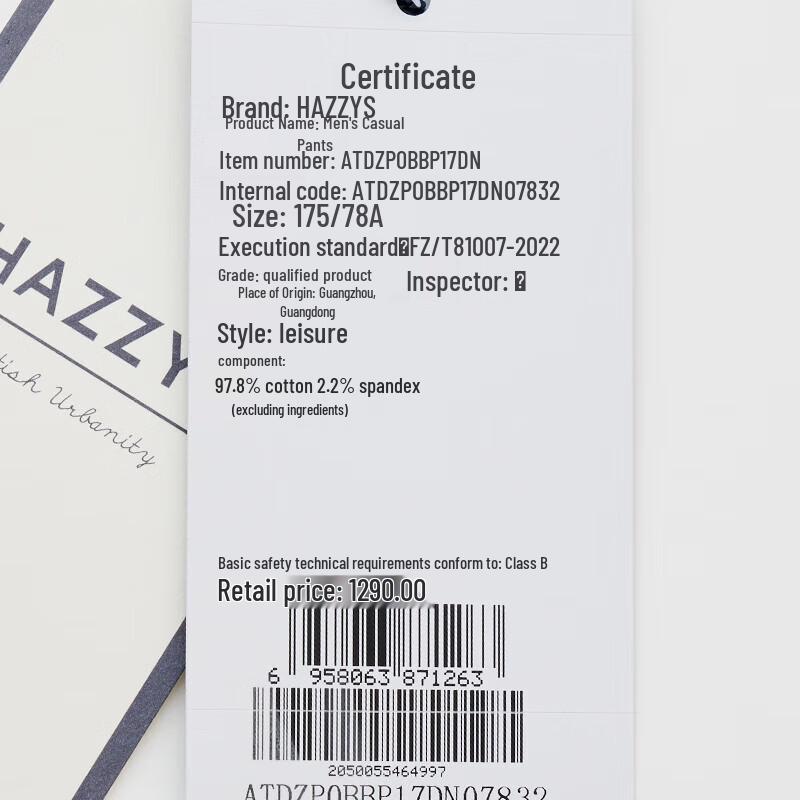 Certificate
Brand: HAZZYS
Product Name: Men's Casual
Pants
Item number: ATDZP0BBP17DN
Internal code: ATDZP0BBP17DN07832
Size: 175/78A
Execution standard FZ/T81007-2022
Grade: qualified product
Inspector:
Place of Origin: Guangzhou,
Guangdong
Style: leisure
component:
97.8% cotton 2.2% spandex
(excluding ingredients)
Basic safety technical requirements conform to: Class B
Retail price: 1290.00
6 958063 871263
2050055464997
ATDZP0BBP17DN07832
HAZZY
tish Urbanity